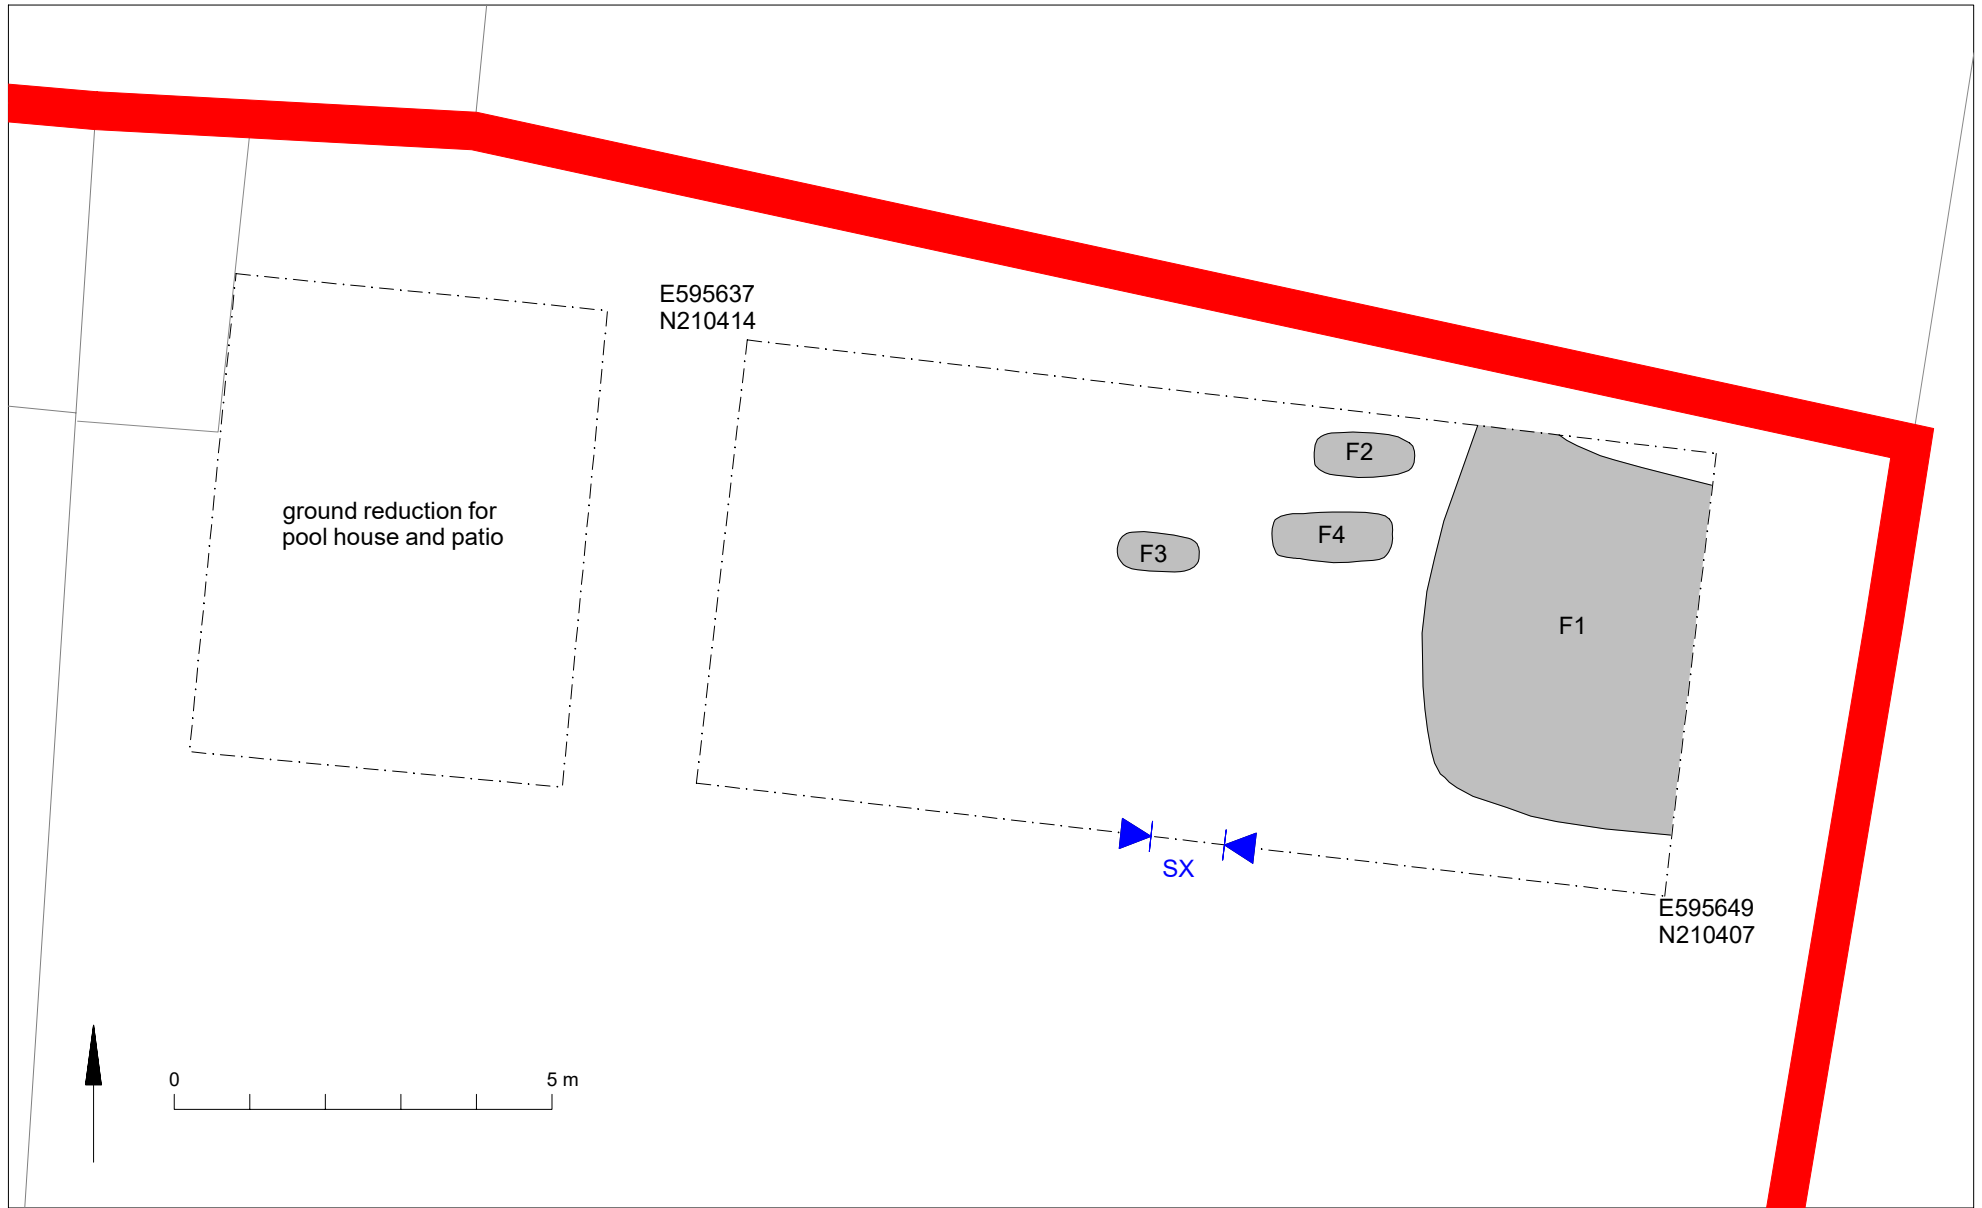 E595637
N210414
F2
ground reduction for
pool house and patio
F4
F3
F1
SX
E595649
N210407
0
5 m